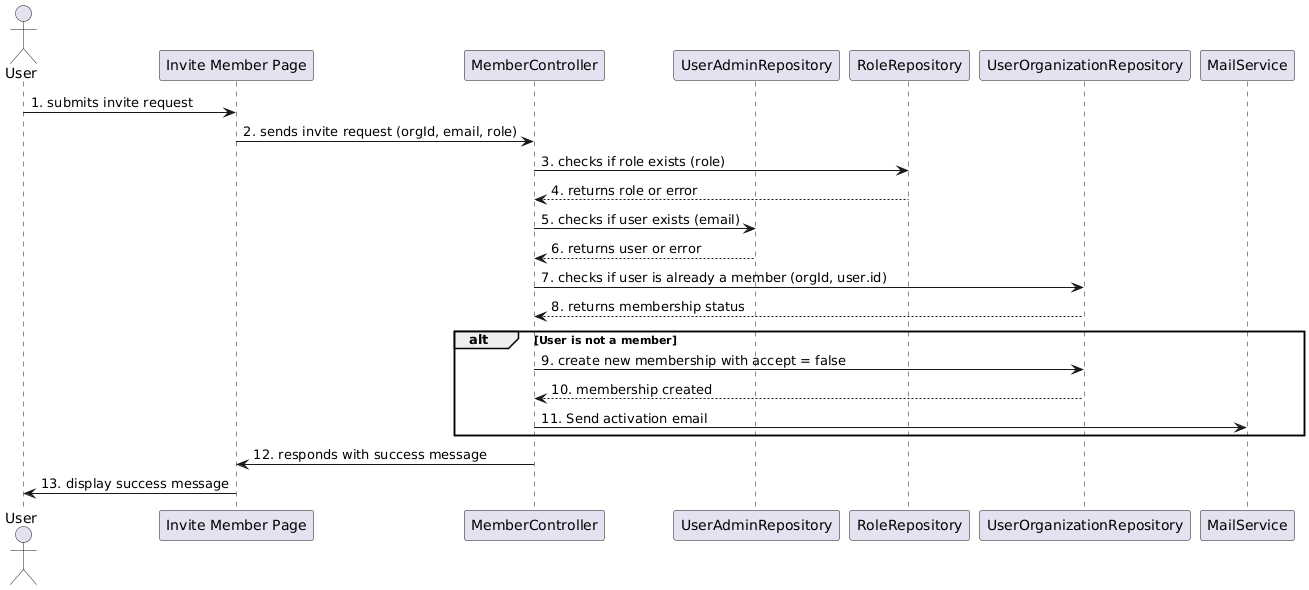 User
Invite Member Page
MemberController
UserAdminRepository
RoleRepository
UserOrganizationRepository
MailService
1. submits invite request
2. sends invite request (orgId, email, role)
3. checks if role exists (role)
4. returns role or error
5. checks if user exists (email)
6. returns user or error
7. checks if user is already a member (orgId, user.id)
8. returns membership status
alt
[User is not a member]
9. create new membership with accept = false
10. membership created
11. Send activation email
12. responds with success message
13. display success message
User
Invite Member Page
MemberController
UserAdminRepository
RoleRepository
UserOrganizationRepository
MailService